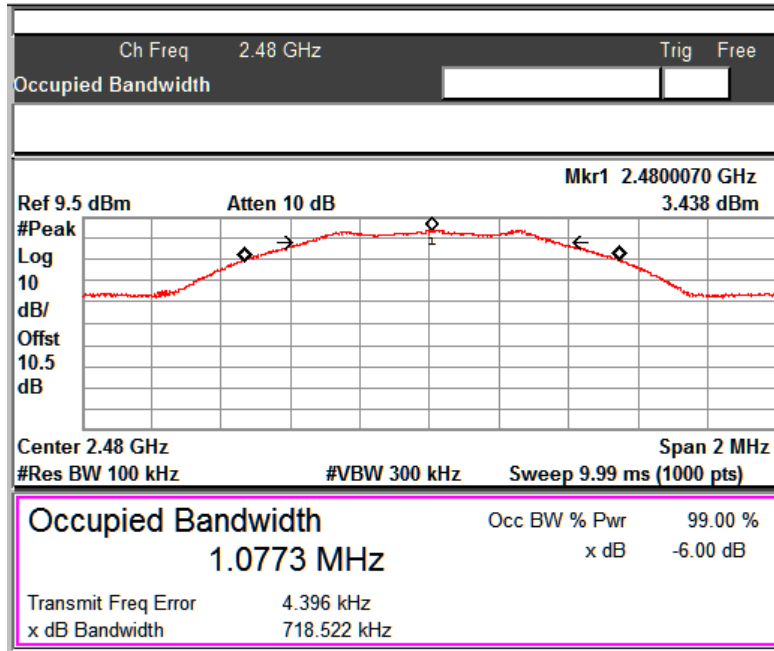 Ch Freq 2.48 GHz Trig Free
Occupied Bandwidth
Mkr1 2.4800070 GHz
Ref 9.5 dBm Atten 10 dB 3.438 dBm
#Peak
Log
10
dB/
Offst
10.5
dB
1
Center 2.48 GHz Span 2 MHz
#Res BW 100 kHz #VBW 300 kHz Sweep 9.99 ms (1000 pts)
Occupied Bandwidth Occ BW % Pwr 99.00 %
1.0773 MHz x dB -6.00 dB
Transmit Freq Error 4.396 kHz
x dB Bandwidth 718.522 kHz